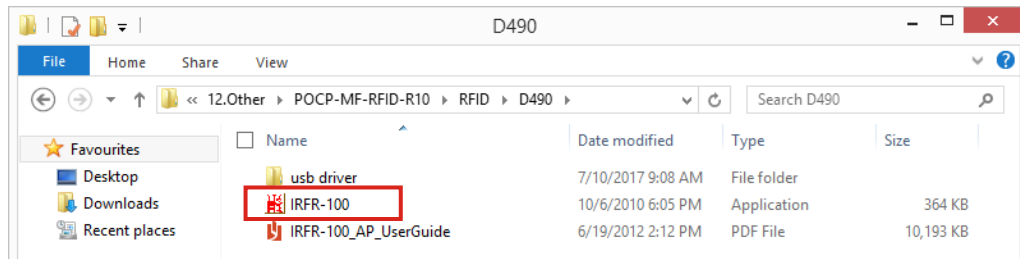 D490
File Home Share View
« 12.Other POCP-MF-RFID-R10 RFID D490 Search D490
Favourites Name Date modified Type Size
Desktop usb driver 7/10/2017 9:08 AM File folder
Downloads IRFR-100 10/6/2010 6:05 PM Application 364 KB
Recent places IRFR-100_AP_UserGuide 6/19/2012 2:12 PM PDF File 10,193 KB